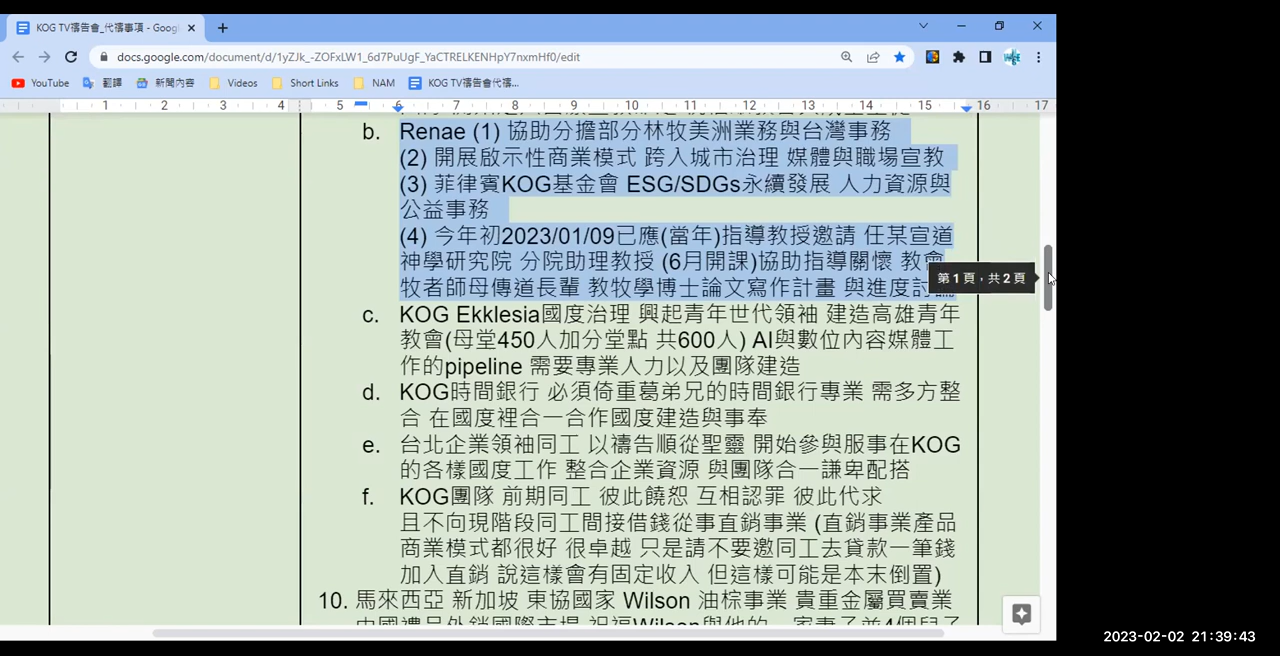 KOG TV禱告會_代禱事項 - Goog
docs.google.com/document/d/1yZJk_-ZOFxLW1_6d7PuUgF_YaCTRELKENHpY7nxmHf0/edit
YouTube 翻譯 新聞內容 Videos Short Links NAM KOG TV禱告會代禱...
1 2 3 4 5 6 7 8 9 10 11 12 13 14 15 16 17
b. Renae (1) 協助分擔部分林牧美洲業務與台灣事務
(2) 開展啟示性商業模式 跨入城市治理 媒體與職場宣教
(3) 菲律賓KOG基金會 ESG/SDGs永續發展 人力資源與
公益事務
(4) 今年初2023/01/09已應(當年)指導教授邀請 任某宣道
神學研究院 分院助理教授 (6月開課)協助指導關懷 教會
第 1 頁，共 2 頁
牧者師母傳道長輩 教牧學博士論文寫作計畫 與進度討論
c. KOG Ekklesia國度治理 興起青年世代領袖 建造高雄青年
教會(母堂450人加分堂點 共600人) AI與數位內容媒體工
作的pipeline 需要專業人力以及團隊建造
d. KOG時間銀行 必須倚重葛弟兄的時間銀行專業 需多方整
合 在國度裡合一合作國度建造與事奉
e. 台北企業領袖同工 以禱告順從聖靈 開始參與服事在KOG
的各樣國度工作 整合企業資源 與團隊合一謙卑配搭
f. KOG團隊 前期同工 彼此饒恕 互相認罪 彼此代求
且不向現階段同工間接借錢從事直銷事業 (直銷事業產品
商業模式都很好 很卓越 只是請不要邀同工去貸款一筆錢
加入直銷 說這樣會有固定收入 但這樣可能是本末倒置)
10. 馬來西亞 新加坡 東協國家 Wilson 油棕事業 貴重金屬買賣業
2023-02-02 21:39:43